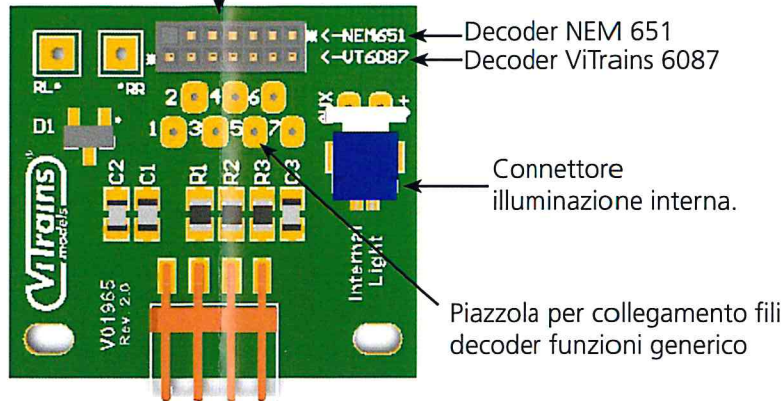 *<-NEM651
Decoder NEM 651
*<-VT6087
Decoder ViTrains 6087
RL*
*RR
2 4 6
AUX +
D1
*
1 3 5 7
C2 C1 R1 R2 R3 C3
Connettore
illuminazione interna.
ViTrains
models
Internal
Light
V01965
Rev. 2.0
Piazzola per collegamento fili
decoder funzioni generico